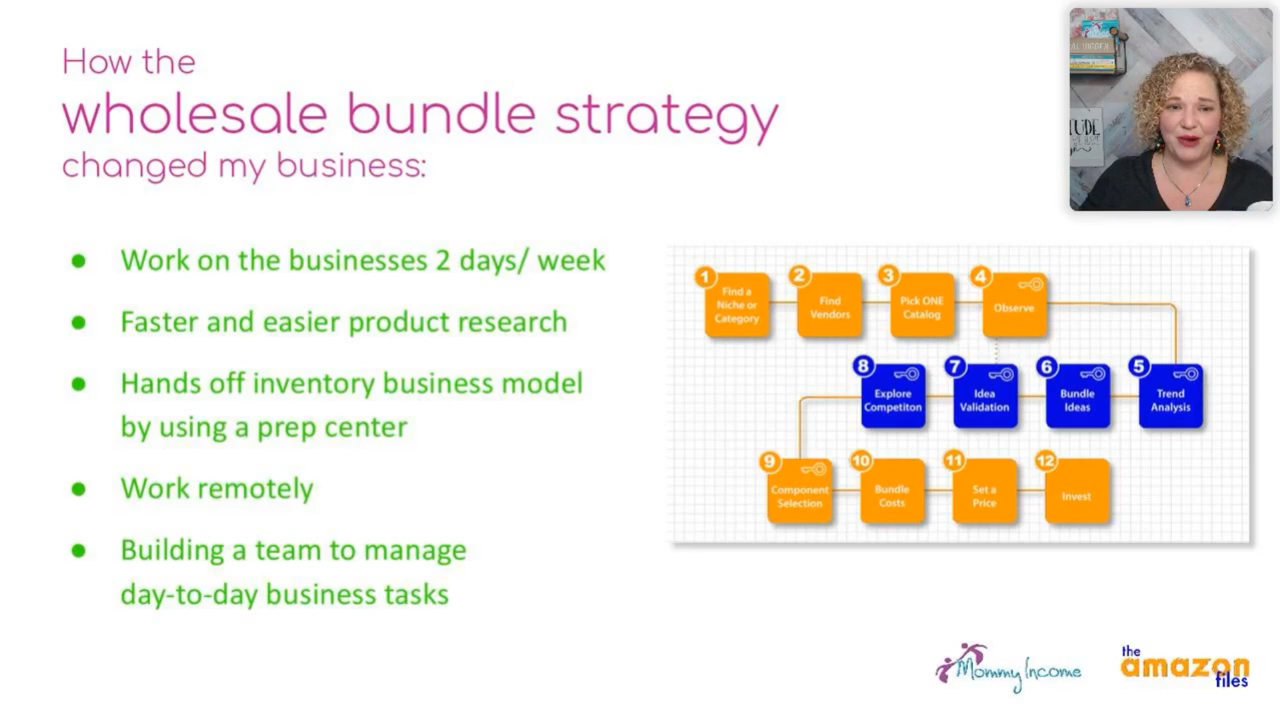 How the
wholesale bundle strategy
changed my business:
● Work on the businesses 2 days/ week
● Faster and easier product research
● Hands off inventory business model
by using a prep center
● Work remotely
● Building a team to manage
day-to-day business tasks
1
Find a
Niche or
Category
2
Find
Vendors
3
Pick ONE
Catalog
4
Observe
8
Explore
Competiton
7
Idea
Validation
6
Bundle
Ideas
5
Trend
Analysis
9
Component
Selection
10
Bundle
Costs
11
Set a
Price
12
Invest
Mommy Income
the
amazon
files